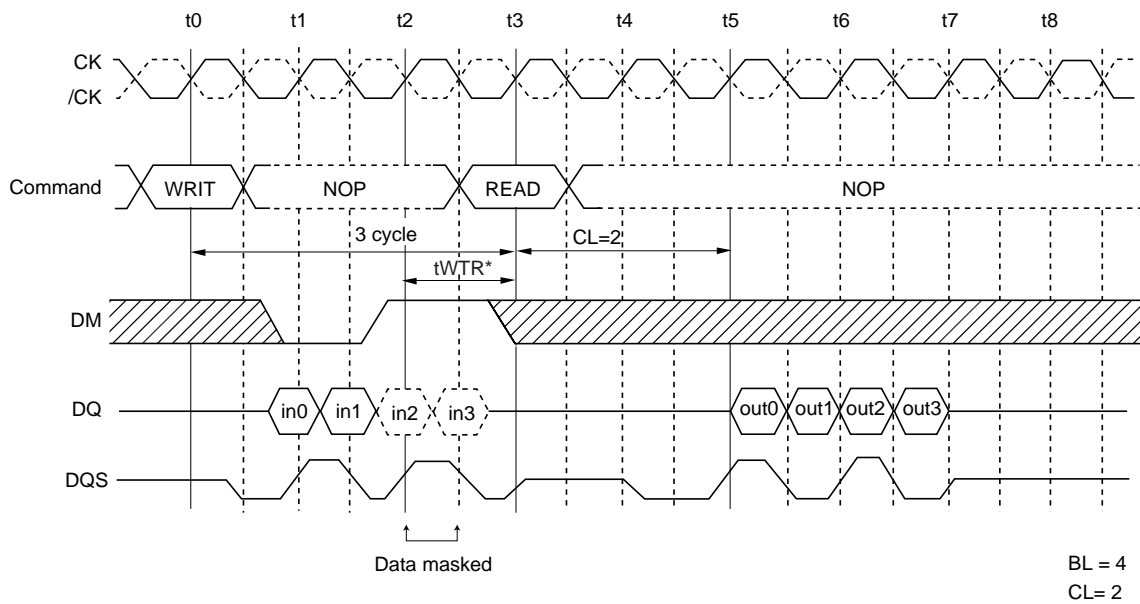 t0 t1 t2 t3 t4 t5 t6 t7 t8
CK
/CK
Command WRIT NOP READ NOP
3 cycle CL=2
tWTR*
DM
DQ in0 in1 in2 in3 out0 out1 out2 out3
DQS
Data masked
BL = 4
CL= 2